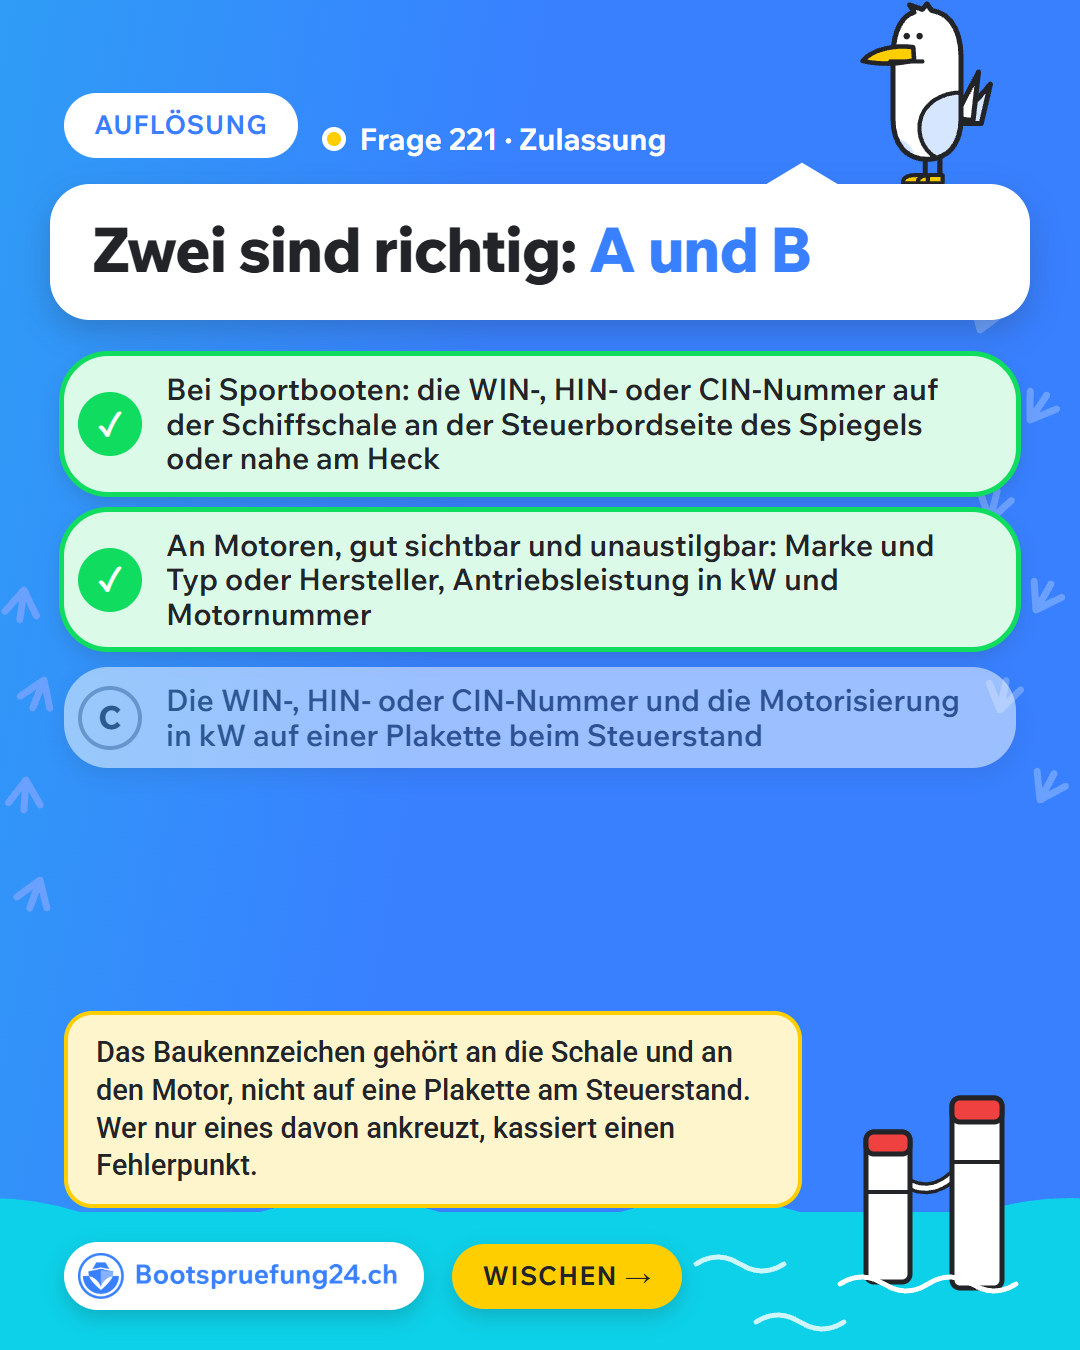 AUFLÖSUNG
Frage 221 · Zulassung
Zwei sind richtig: A und B
Bei Sportbooten: die WIN-, HIN- oder CIN-Nummer auf
der Schiffschale an der Steuerbordseite des Spiegels
oder nahe am Heck
An Motoren, gut sichtbar und unaustilgbar: Marke und
Typ oder Hersteller, Antriebsleistung in kW und
Motornummer
C
Die WIN-, HIN- oder CIN-Nummer und die Motorisierung
in kW auf einer Plakette beim Steuerstand
Das Baukennzeichen gehört an die Schale und an
den Motor, nicht auf eine Plakette am Steuerstand.
Wer nur eines davon ankreuzt, kassiert einen
Fehlerpunkt.
Bootspruefung24.ch
WISCHEN →